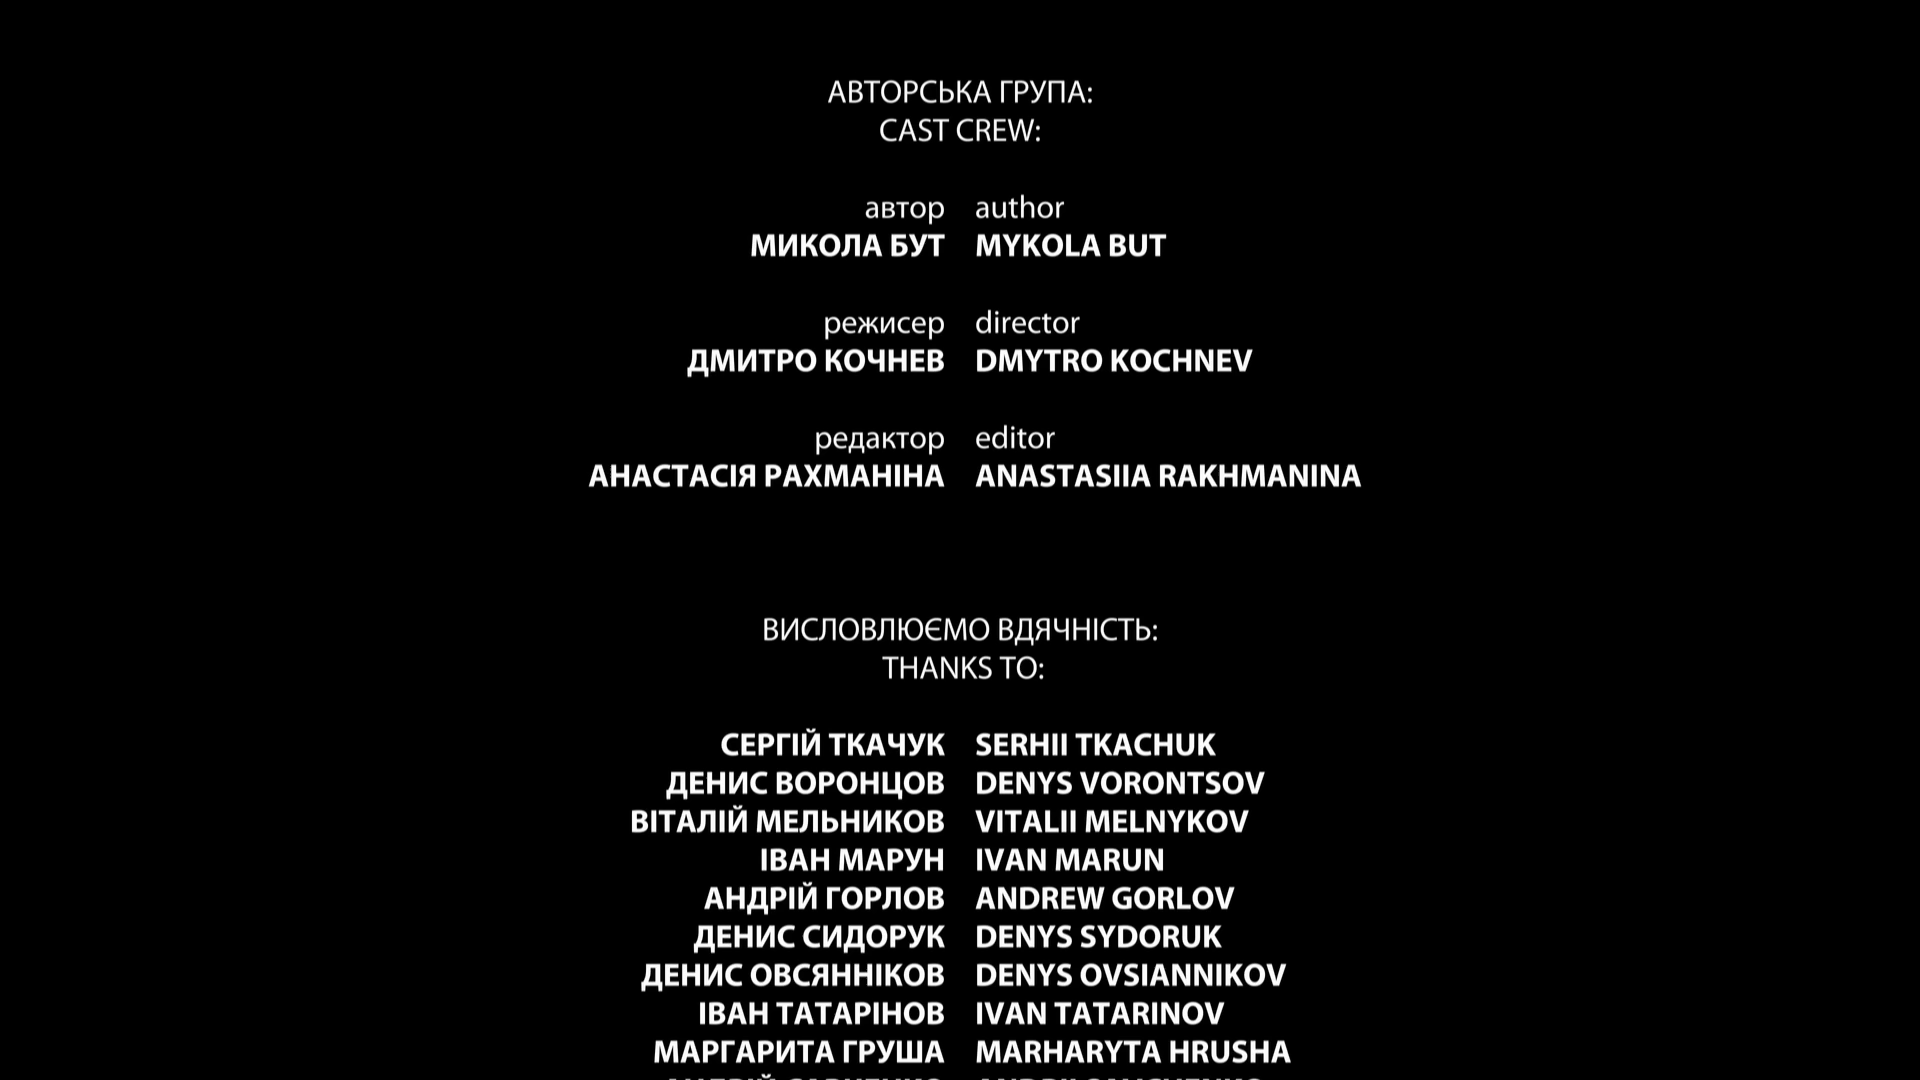 АВТОРСЬКА ГРУПА:
CAST CREW:
автор author
МИКОЛА БУТ MYKOLA BUT
режисер director
ДМИТРО КОЧНЕВ DMYTRO KOCHNEV
редактор editor
АНАСТАСІЯ РАХМАНІНА ANASTASIIA RAKHMANINA
ВИСЛОВЛЮЄМО ВДЯЧНІСТЬ:
THANKS TO:
СЕРГІЙ ТКАЧУК SERHII TKACHUK
ДЕНИС ВОРОНЦОВ DENYS VORONTSOV
ВІТАЛІЙ МЕЛЬНИКОВ VITALII MELNYKOV
ІВАН МАРУН IVAN MARUN
АНДРІЙ ГОРЛОВ ANDREW GORLOV
ДЕНИС СИДОРУК DENYS SYDORUK
ДЕНИС ОВСЯННІКОВ DENYS OVSIANNIKOV
ІВАН ТАТАРІНОВ IVAN TATARINOV
МАРГАРИТА ГРУША MARHARYTA HRUSHA